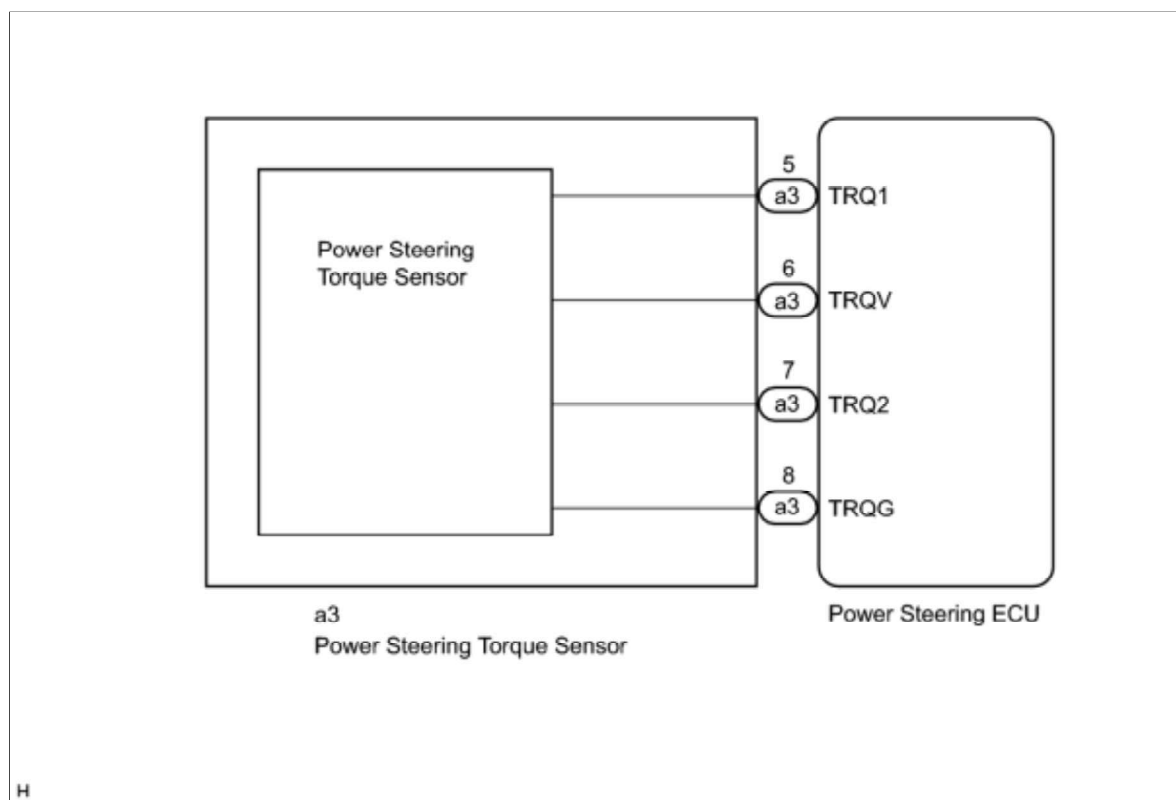 Power Steering
Torque Sensor
5
a3
TRQ1
6
a3
TRQV
7
a3
TRQ2
8
a3
TRQG
a3
Power Steering Torque Sensor
Power Steering ECU
H